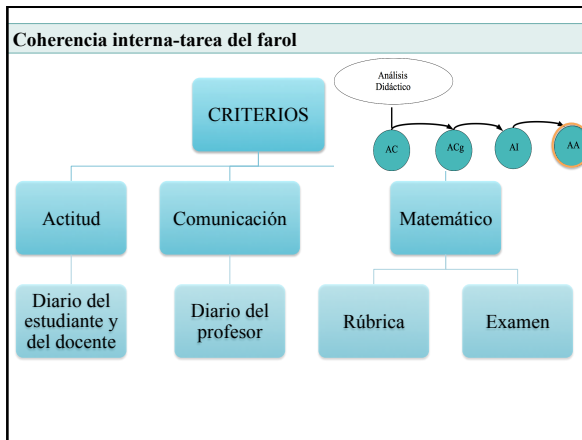 Coherencia interna-tarea del farol
Análisis
Didáctico
CRITERIOS
AC
ACg
AI
AA
Actitud
Comunicación
Matemático
Diario del
estudiante y
del docente
Diario del
profesor
Rúbrica
Examen